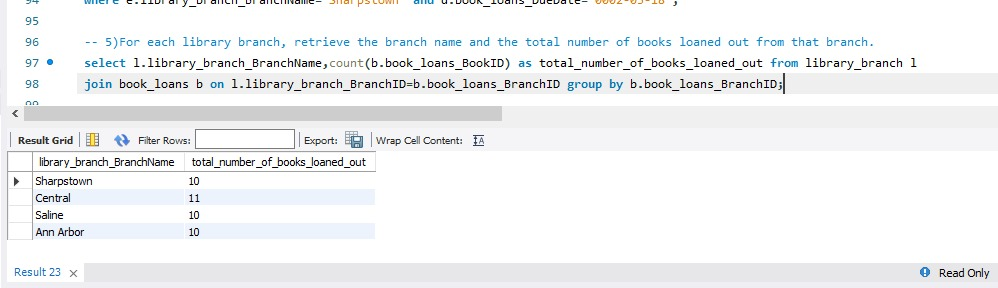 94 where e.library_branch_BranchName="Sharpstown" and d.book_loans_DueDate="0002-05-18";
95
96 -- 5)For each library branch, retrieve the branch name and the total number of books loaned out from that branch.
97 select l.library_branch_BranchName,count(b.book_loans_BookID) as total_number_of_books_loaned_out from library_branch l
98 join book_loans b on l.library_branch_BranchID=b.book_loans_BranchID group by b.book_loans_BranchID;
99
Result Grid Filter Rows: Export: Wrap Cell Content:
library_branch_BranchName total_number_of_books_loaned_out
Sharpstown 10
Central 11
Saline 10
Ann Arbor 10
Result 23 × Read Only